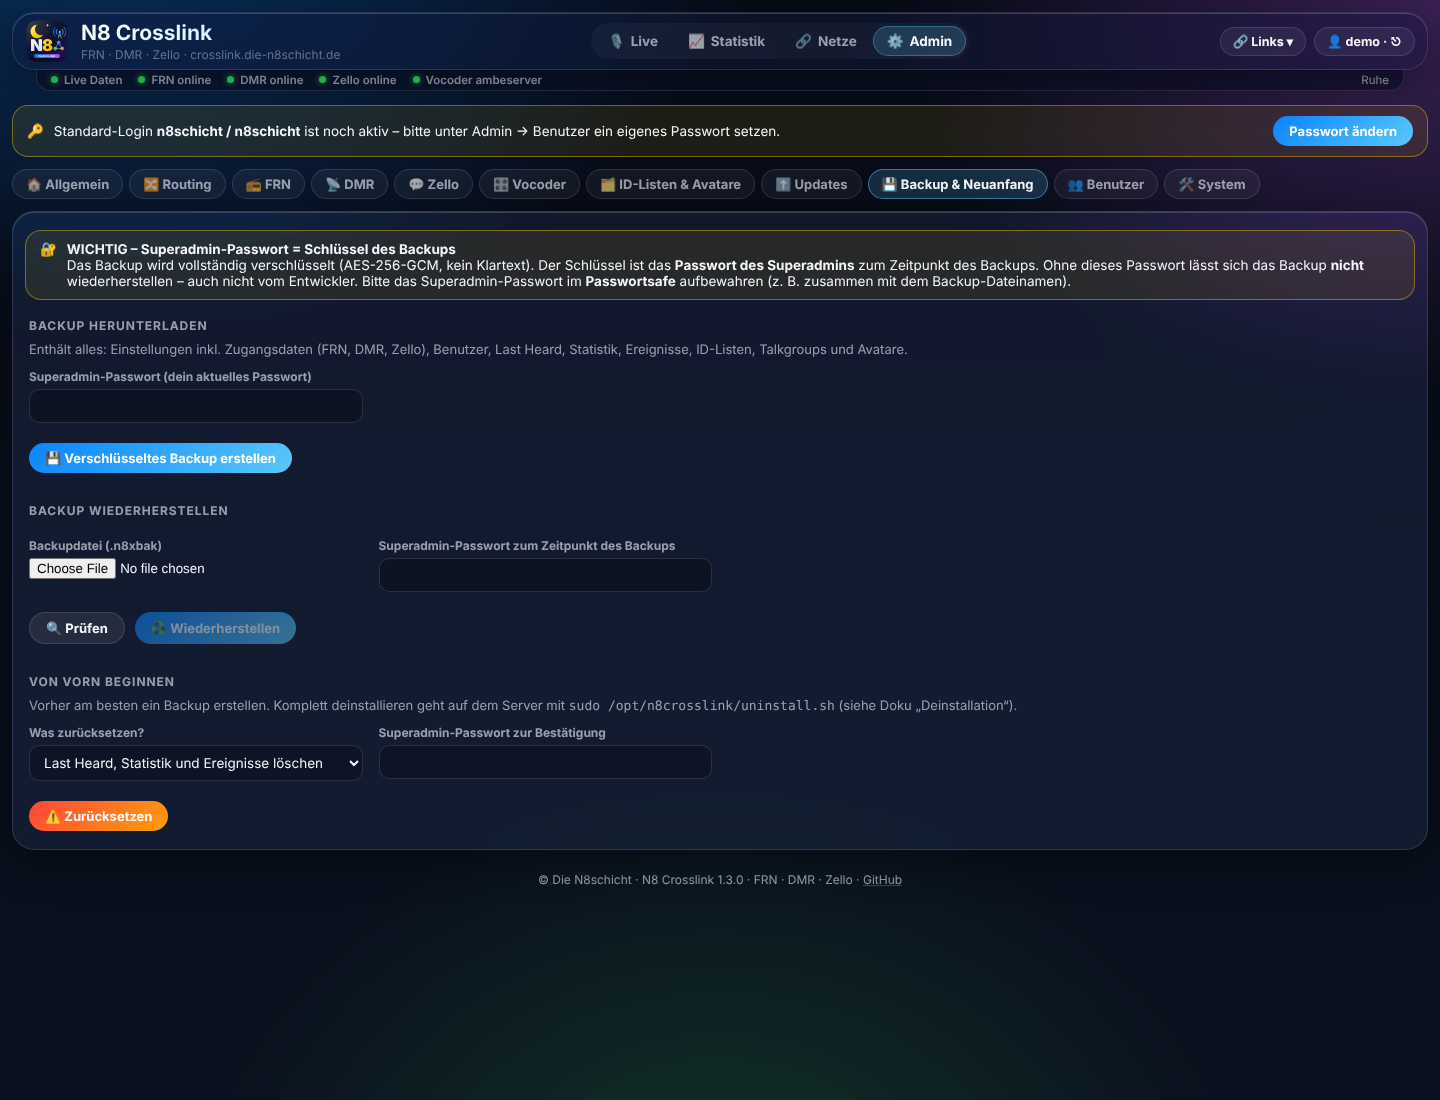 N8 Crosslink
FRN · DMR · Zello · crosslink.die-n8schicht.de
Live
Statistik
Netze
Admin
Links ▾
demo · ⎋
Live Daten
FRN online
DMR online
Zello online
Vocoder ambeserver
Ruhe
Standard-Login n8schicht / n8schicht ist noch aktiv – bitte unter Admin → Benutzer ein eigenes Passwort setzen.
Passwort ändern
Allgemein
Routing
FRN
DMR
Zello
Vocoder
ID-Listen & Avatare
Updates
Backup & Neuanfang
Benutzer
System
WICHTIG – Superadmin-Passwort = Schlüssel des Backups
Das Backup wird vollständig verschlüsselt (AES-256-GCM, kein Klartext). Der Schlüssel ist das Passwort des Superadmins zum Zeitpunkt des Backups. Ohne dieses Passwort lässt sich das Backup nicht
wiederherstellen – auch nicht vom Entwickler. Bitte das Superadmin-Passwort im Passwortsafe aufbewahren (z. B. zusammen mit dem Backup-Dateinamen).
BACKUP HERUNTERLADEN
Enthält alles: Einstellungen inkl. Zugangsdaten (FRN, DMR, Zello), Benutzer, Last Heard, Statistik, Ereignisse, ID-Listen, Talkgroups und Avatare.
Superadmin-Passwort (dein aktuelles Passwort)
Verschlüsseltes Backup erstellen
BACKUP WIEDERHERSTELLEN
Backupdatei (.n8xbak)
Superadmin-Passwort zum Zeitpunkt des Backups
Choose File No file chosen
Prüfen
Wiederherstellen
VON VORN BEGINNEN
Vorher am besten ein Backup erstellen. Komplett deinstallieren geht auf dem Server mit sudo /opt/n8crosslink/uninstall.sh (siehe Doku „Deinstallation“).
Was zurücksetzen?
Superadmin-Passwort zur Bestätigung
Last Heard, Statistik und Ereignisse löschen
Zurücksetzen
© Die N8schicht · N8 Crosslink 1.3.0 · FRN · DMR · Zello · GitHub